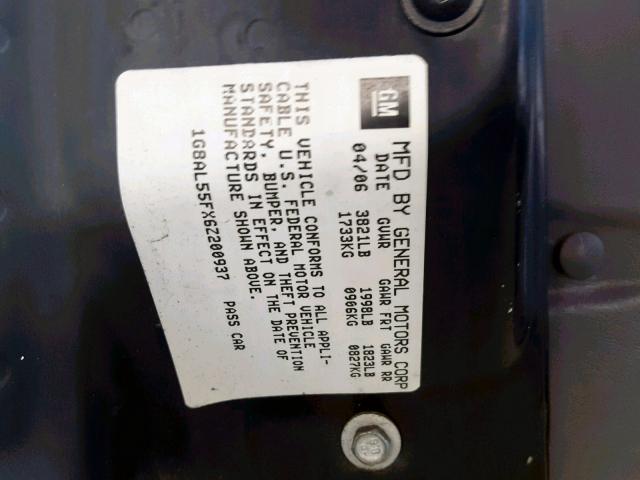 GM MFD BY GENERAL MOTORS CORP
DATE GVWR GAWR FRT GAWR RR
04/06 3821LB 1998LB 1823LB
1733KG 0906KG 0827KG
THIS VEHICLE CONFORMS TO ALL APPLI-
CABLE U.S. FEDERAL MOTOR VEHICLE
SAFETY, BUMPER, AND THEFT PREVENTION
STANDARDS IN EFFECT ON THE DATE OF
MANUFACTURE SHOWN ABOVE.
1G8AL55FX6Z200937 PASS CAR